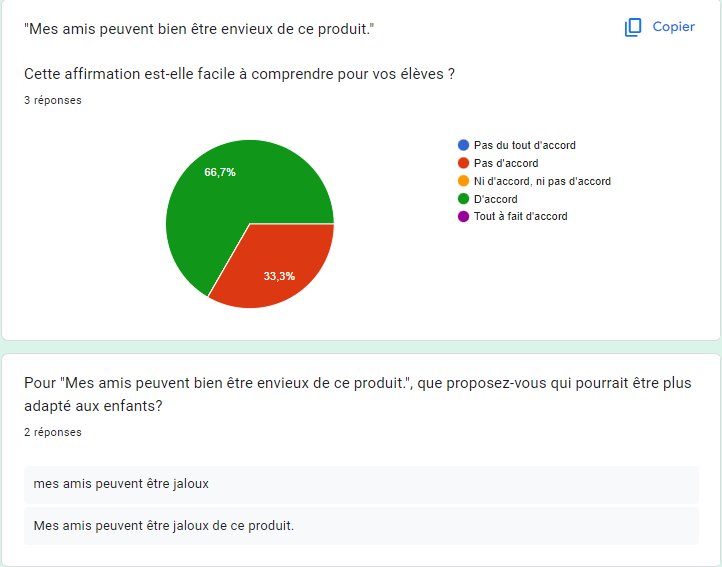 "Mes amis peuvent bien être envieux de ce produit."
Copier
Cette affirmation est-elle facile à comprendre pour vos élèves ?
3 réponses
66,7%
33,3%
Pas du tout d'accord
Pas d'accord
Ni d'accord, ni pas d'accord
D'accord
Tout à fait d'accord
Pour "Mes amis peuvent bien être envieux de ce produit.", que proposez-vous qui pourrait être plus
adapté aux enfants?
2 réponses
mes amis peuvent être jaloux
Mes amis peuvent être jaloux de ce produit.